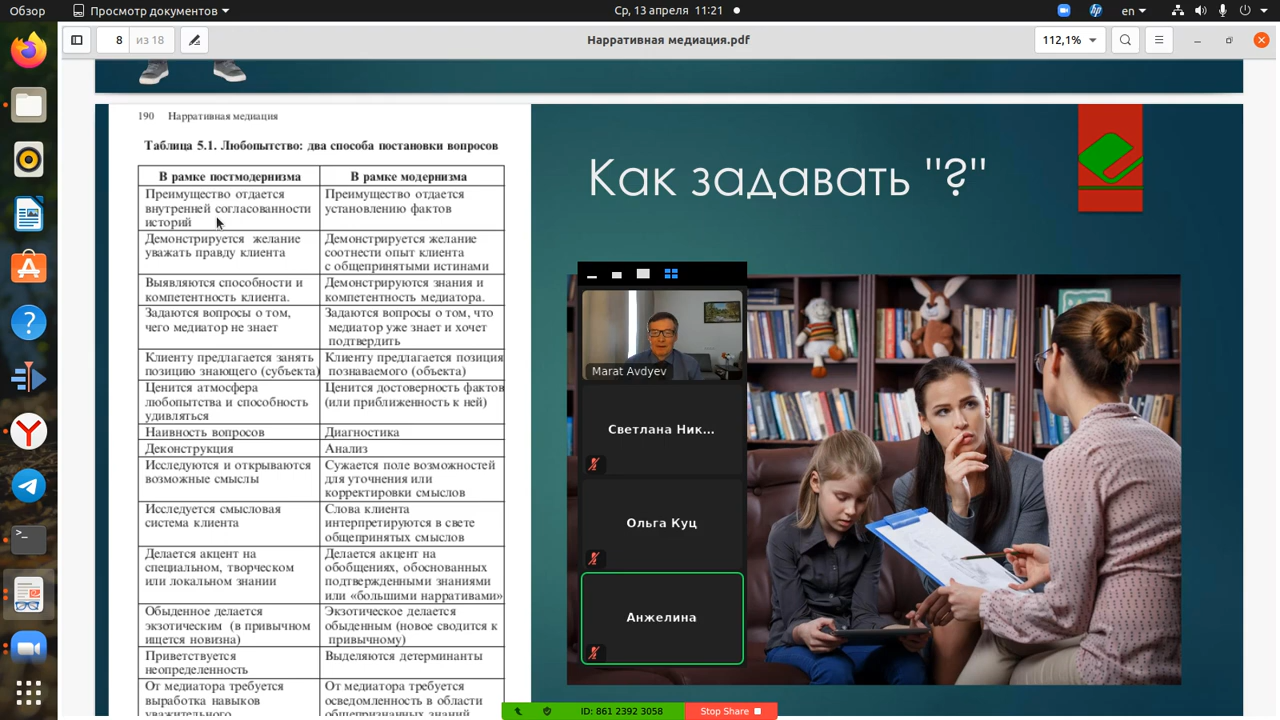 Обзор
Просмотр документов
Ср, 13 апреля 11:21
en
8
из 18
Нарративная медиация.pdf
112,1%
190 Нарративная медиация
Таблица 5.1. Любопытство: два способа постановки вопросов
В рамке постмодернизма
В рамке модернизма
Преимущество отдается
внутренней согласованности
историй
Преимущество отдается
установлению фактов
Демонстрируется желание
уважать правду клиента
Демонстрируется желание
соотнести опыт клиента
с общепринятыми истинами
Выявляются способности и
компетентность клиента.
Демонстрируются знания и
компетентность медиатора.
Задаются вопросы о том,
чего медиатор не знает
Задаются вопросы о том, что
медиатор уже знает и хочет
подтвердить
Клиенту предлагается занять
позицию знающего (субъекта)
Клиенту предлагается позиция
познаваемого (объекта)
Ценится атмосфера
любопытства и способность
удивляться
Ценится достоверность фактов
(или приближенность к ней)
Наивность вопросов
Диагностика
Деконструкция
Анализ
Исследуются и открываются
возможные смыслы
Сужается поле возможностей
для уточнения или
корректировки смыслов
Исследуется смысловая
система клиента
Слова клиента
интерпретируются в свете
общепринятых смыслов
Делается акцент на
специальном, творческом
или локальном знании
Делается акцент на
обобщениях, обоснованных
подтвержденными знаниями
или «большими нарративами»
Обыденное делается
экзотическим (в привычном
ищется новизна)
Экзотическое делается
обыденным (новое сводится к
привычному)
Приветствуется
неопределенность
Выделяются детерминанты
От медиатора требуется
выработка навыков
уважительного
От медиатора требуется
осведомленность в области
общепризнанных знаний
Как задавать "?"
Marat Avdyev
Светлана Ник...
Ольга Куц
Анжелина
ID: 861 2392 3058
Stop Share